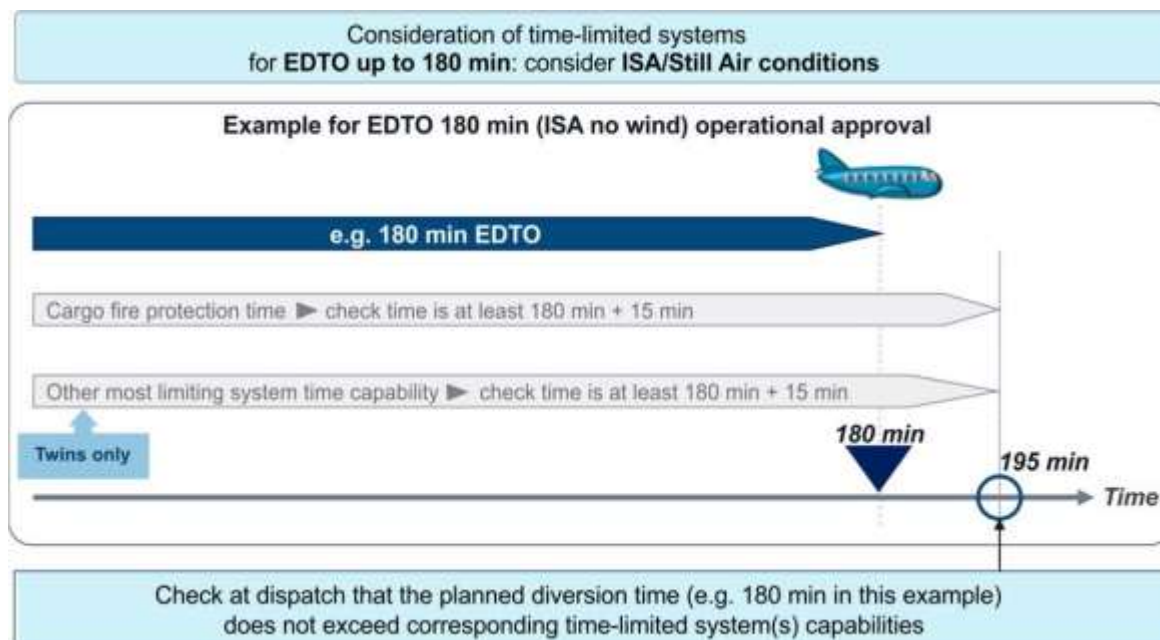 Consideration of time-limited systems
for EDTO up to 180 min: consider ISA/Still Air conditions
Example for EDTO 180 min (ISA no wind) operational approval
e.g. 180 min EDTO
Cargo fire protection time ► check time is at least 180 min + 15 min
Other most limiting system time capability ► check time is at least 180 min + 15 min
Twins only
180 min
195 min
Time
Check at dispatch that the planned diversion time (e.g. 180 min in this example)
does not exceed corresponding time-limited system(s) capabilities